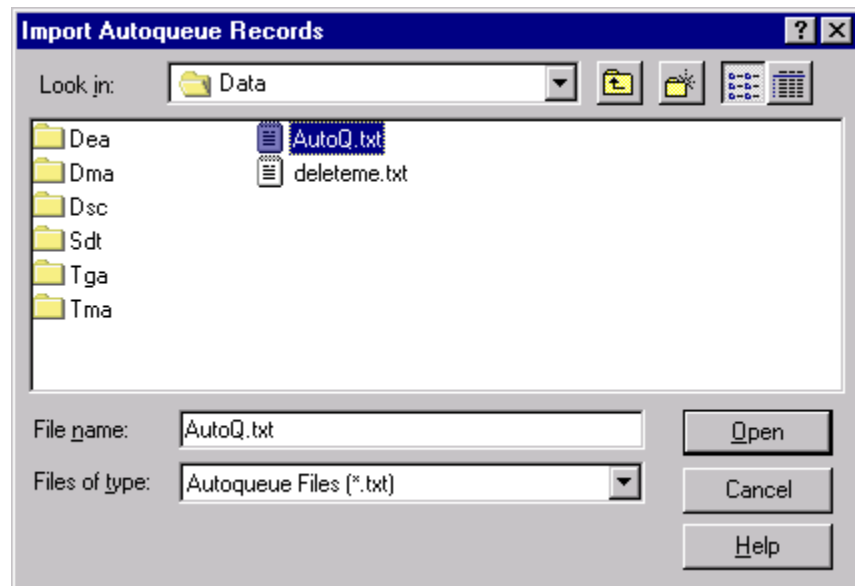 Import Autoqueue Records
Look in: Data
Dea
Dma
Dsc
Sdt
Tga
Tma
AutoQ.txt
deleteme.txt
File name: AutoQ.txt
Open
Files of type: Autoqueue Files (*.txt)
Cancel
Help